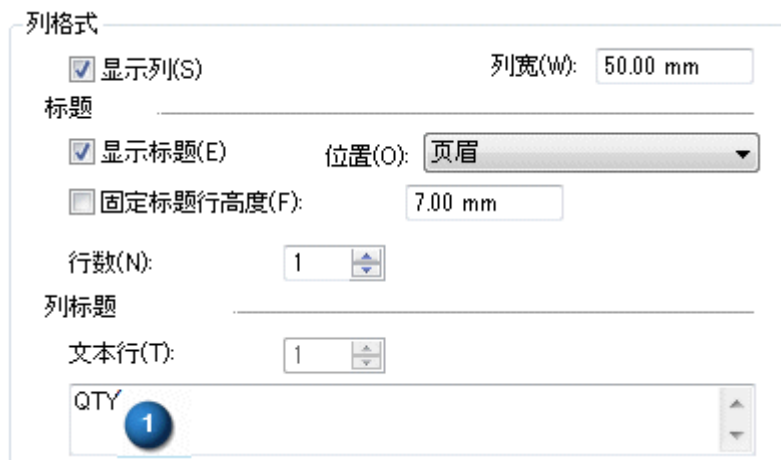 列格式
显示列(S) 列宽(W): 50.00 mm
标题
显示标题(E) 位置(O): 页眉
固定标题行高度(F): 7.00 mm
行数(N): 1
列标题
文本行(T): 1
QTY
1